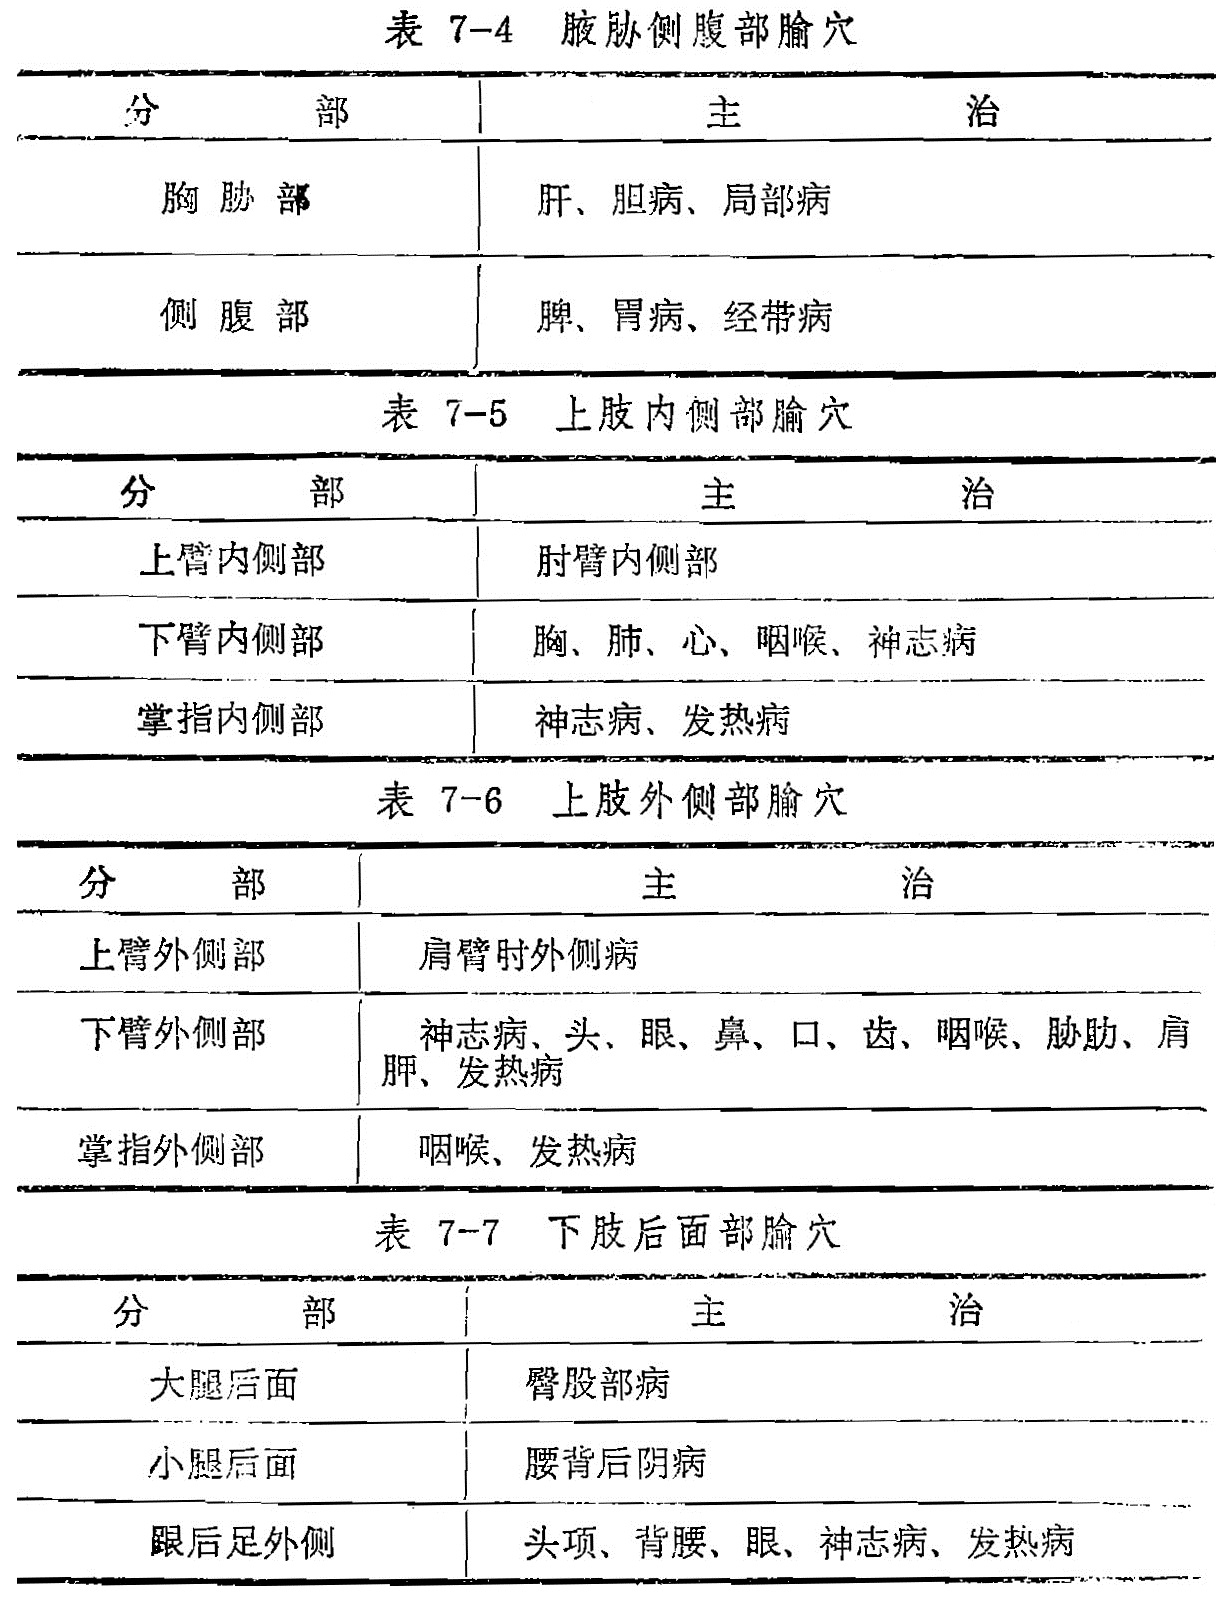 表 7-4 腋胁侧腹部腧穴
分 部 主 治
胸胁部 肝、胆病、局部病
侧腹部 脾、胃病、经带病
表 7-5 上肢内侧部腧穴
分 部 主 治
上臂内侧部 肘臂内侧部
下臂内侧部 胸、肺、心、咽喉、神志病
掌指内侧部 神志病、发热病
表 7-6 上肢外侧部腧穴
分 部 主 治
上臂外侧部 肩臂肘外侧病
下臂外侧部 神志病、头、眼、鼻、口、齿、咽喉、胁肋、肩
胛、发热病
掌指外侧部 咽喉、发热病
表 7-7 下肢后面部腧穴
分 部 主 治
大腿后面 臀股部病
小腿后面 腰背后阴病
跟后足外侧 头项、背腰、眼、神志病、发热病